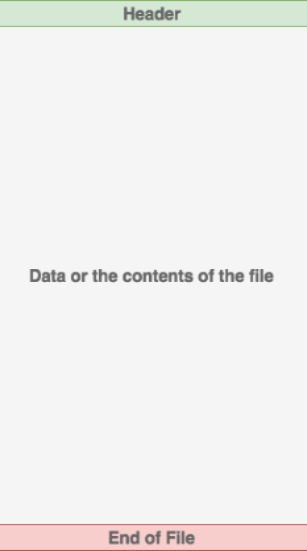 Header
Data or the contents of the file
End of File